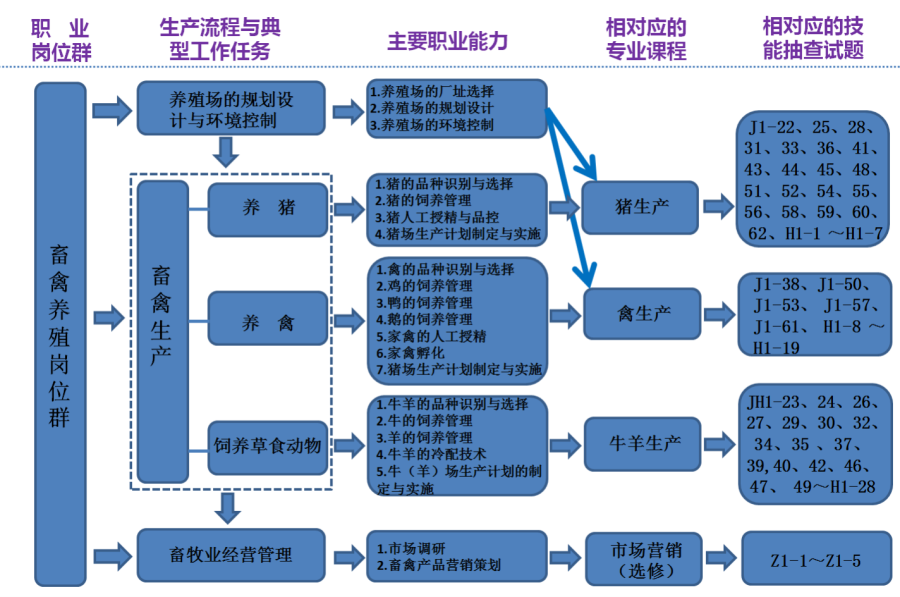 职　业
岗位群
生产流程与典
型工作任务
主要职业能力
相对应的
专业课程
相对应的技
能抽查试题
畜禽养殖岗位群
养殖场的规划设
计与环境控制
1.养殖场的厂址选择
2.养殖场的规划设计
3.养殖场的环境控制
畜禽生产
养　猪
1.猪的品种识别与选择
2.猪的饲养管理
3.猪人工授精与品控
4.猪场生产计划制定与实施
猪生产
J1-22、25、28、
31、33、36、41、
43、44、45、48、
51、52、54、55、
56、58、59、60、
62、H1-1 ～H1-7
养　禽
1.禽的品种识别与选择
2.鸡的饲养管理
3.鸭的饲养管理
4.鹅的饲养管理
5.家禽的人工授精
6.家禽孵化
7.猪场生产计划制定与实施
禽生产
J1-38、J1-50、
J1-53、 J1-57、
J1-61、 H1-8 ～
H1-19
饲养草食动物
1.牛羊的品种识别与选择
2.牛的饲养管理
3.羊的饲养管理
4.牛羊的冷配技术
5.牛（羊）场生产计划的制
定与实施
牛羊生产
JH1-23、24、26、
27、29、30、32、
34、35 、37、
39,40、42、46、
47、 49～H1-28
畜牧业经营管理
1.市场调研
2.畜禽产品营销策划
市场营销
（选修）
Z1-1～Z1-5